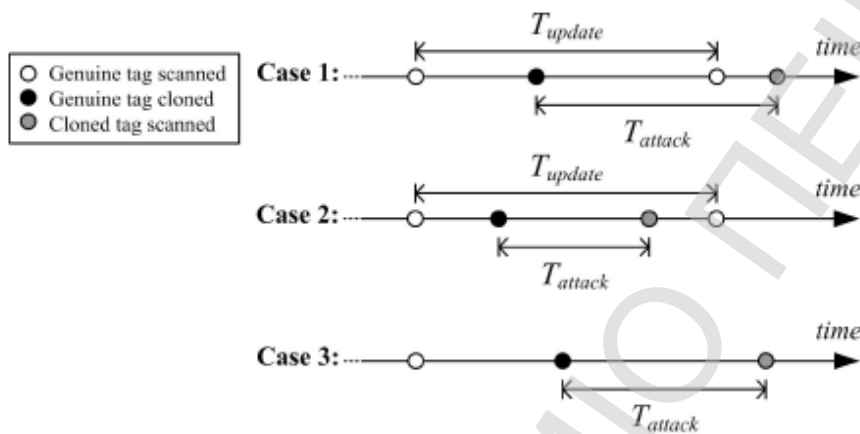 T_update
time
Genuine tag scanned
Genuine tag cloned
Cloned tag scanned
Case 1:
T_attack
T_update
time
Case 2:
T_attack
time
Case 3:
T_attack